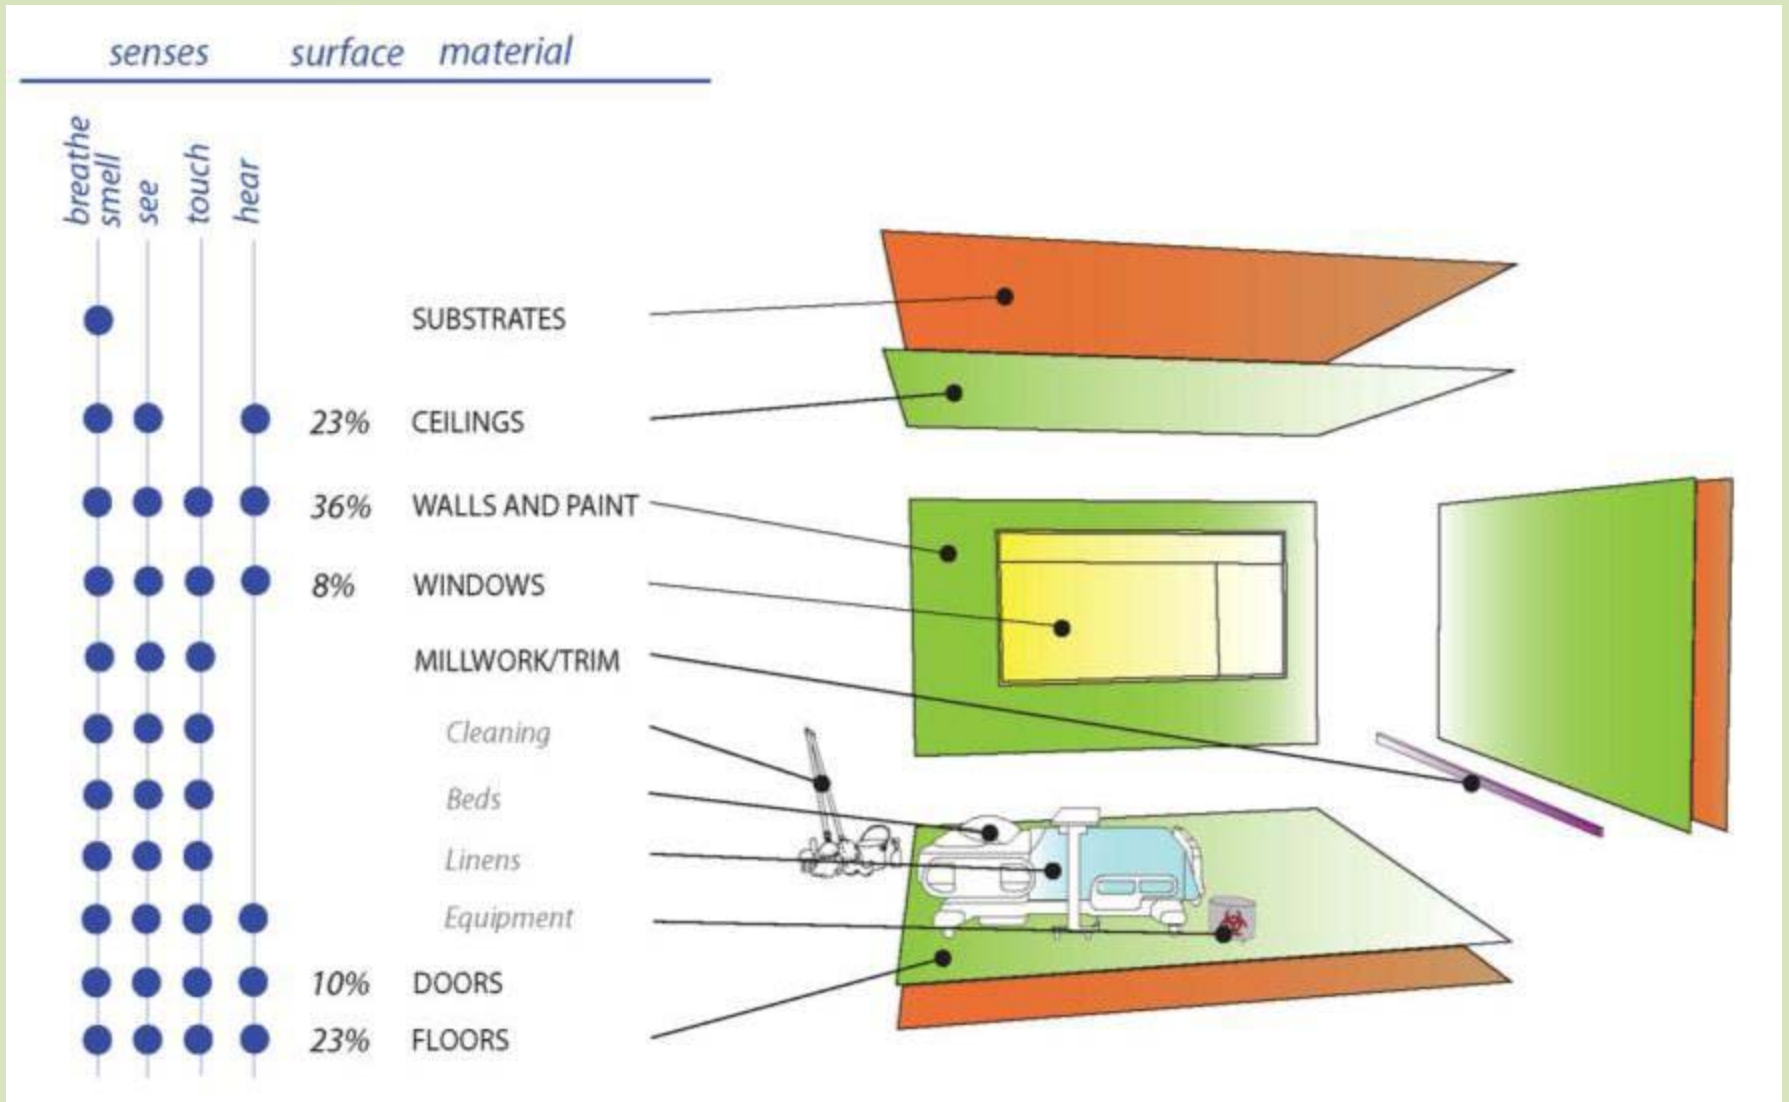 senses surface material
breathe
smell
see
touch
hear
SUBSTRATES
23% CEILINGS
36% WALLS AND PAINT
8% WINDOWS
MILLWORK/TRIM
Cleaning
Beds
Linens
Equipment
10% DOORS
23% FLOORS